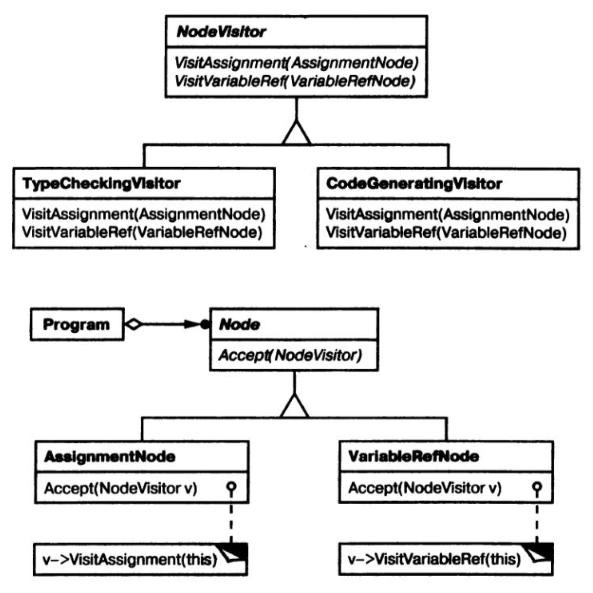 NodeVisitor
VisitAssignment(AssignmentNode)
VisitVariableRef(VariableRefNode)
TypeCheckingVisitor
VisitAssignment(AssignmentNode)
VisitVariableRef(VariableRefNode)
CodeGeneratingVisitor
VisitAssignment(AssignmentNode)
VisitVariableRef(VariableRefNode)
Program
Node
Accept(NodeVisitor)
AssignmentNode
Accept(NodeVisitor v)
v->VisitAssignment(this)
VariableRefNode
Accept(NodeVisitor v)
v->VisitVariableRef(this)